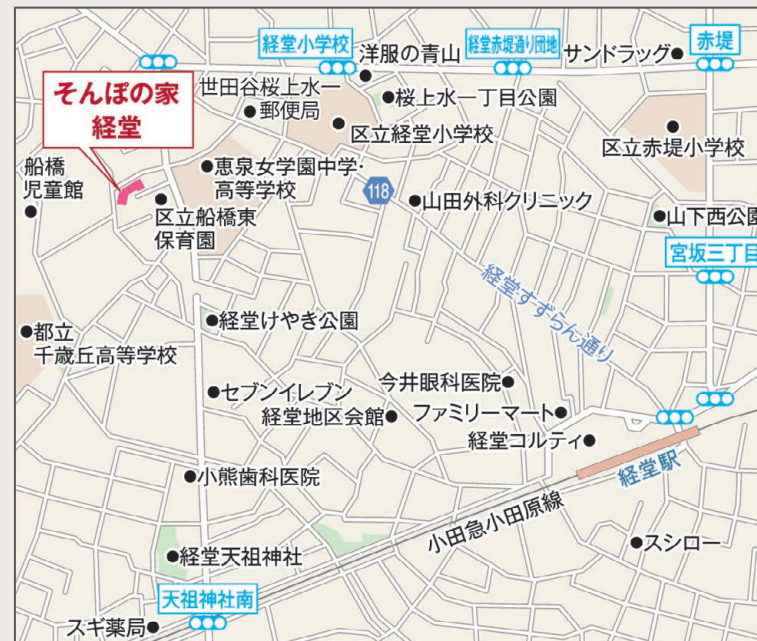 経堂小学校
経堂赤堤通り団地
赤堤
洋服の青山
サンドラッグ
そんぽの家
経堂
世田谷桜上水一
郵便局
桜上水一丁目公園
区立経堂小学校
区立赤堤小学校
船橋
児童館
恵泉女学園中学・
高等学校
118
山田外科クリニック
区立船橋東
保育園
山下西公園
宮坂三丁目
経堂すずらん通り
経堂けやき公園
都立
千歳丘高等学校
セブンイレブン
今井眼科医院
経堂地区会館
ファミリーマート
経堂コルティ
経堂駅
小熊歯科医院
小田急小田原線
スシロー
経堂天祖神社
天祖神社南
スギ薬局